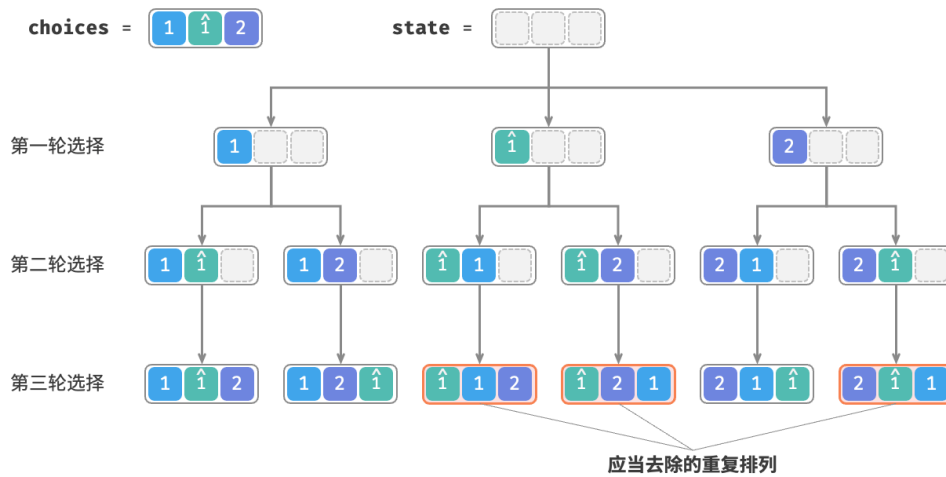 choices = 1 1̂ 2 state =
第一轮选择 1 1̂ 2
第二轮选择 1 1̂ 1 2 1̂ 1 1̂ 2 2 1 2 1̂
第三轮选择 1 1̂ 2 1 2 1̂ 1̂ 1 2 1̂ 2 1 2 1 1̂ 2 1̂ 1
应当去除的重复排列